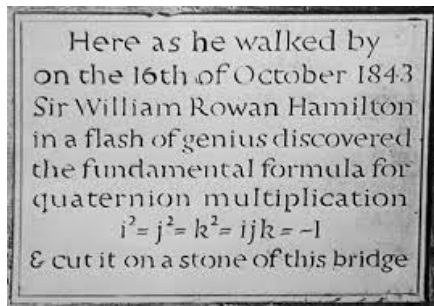 Here as he walked by
on the 16th of October 1843
Sir William Rowan Hamilton
in a flash of genius discovered
the fundamental formula for
quaternion multiplication
i² = j² = k² = ijk = -1
& cut it on a stone of this bridge